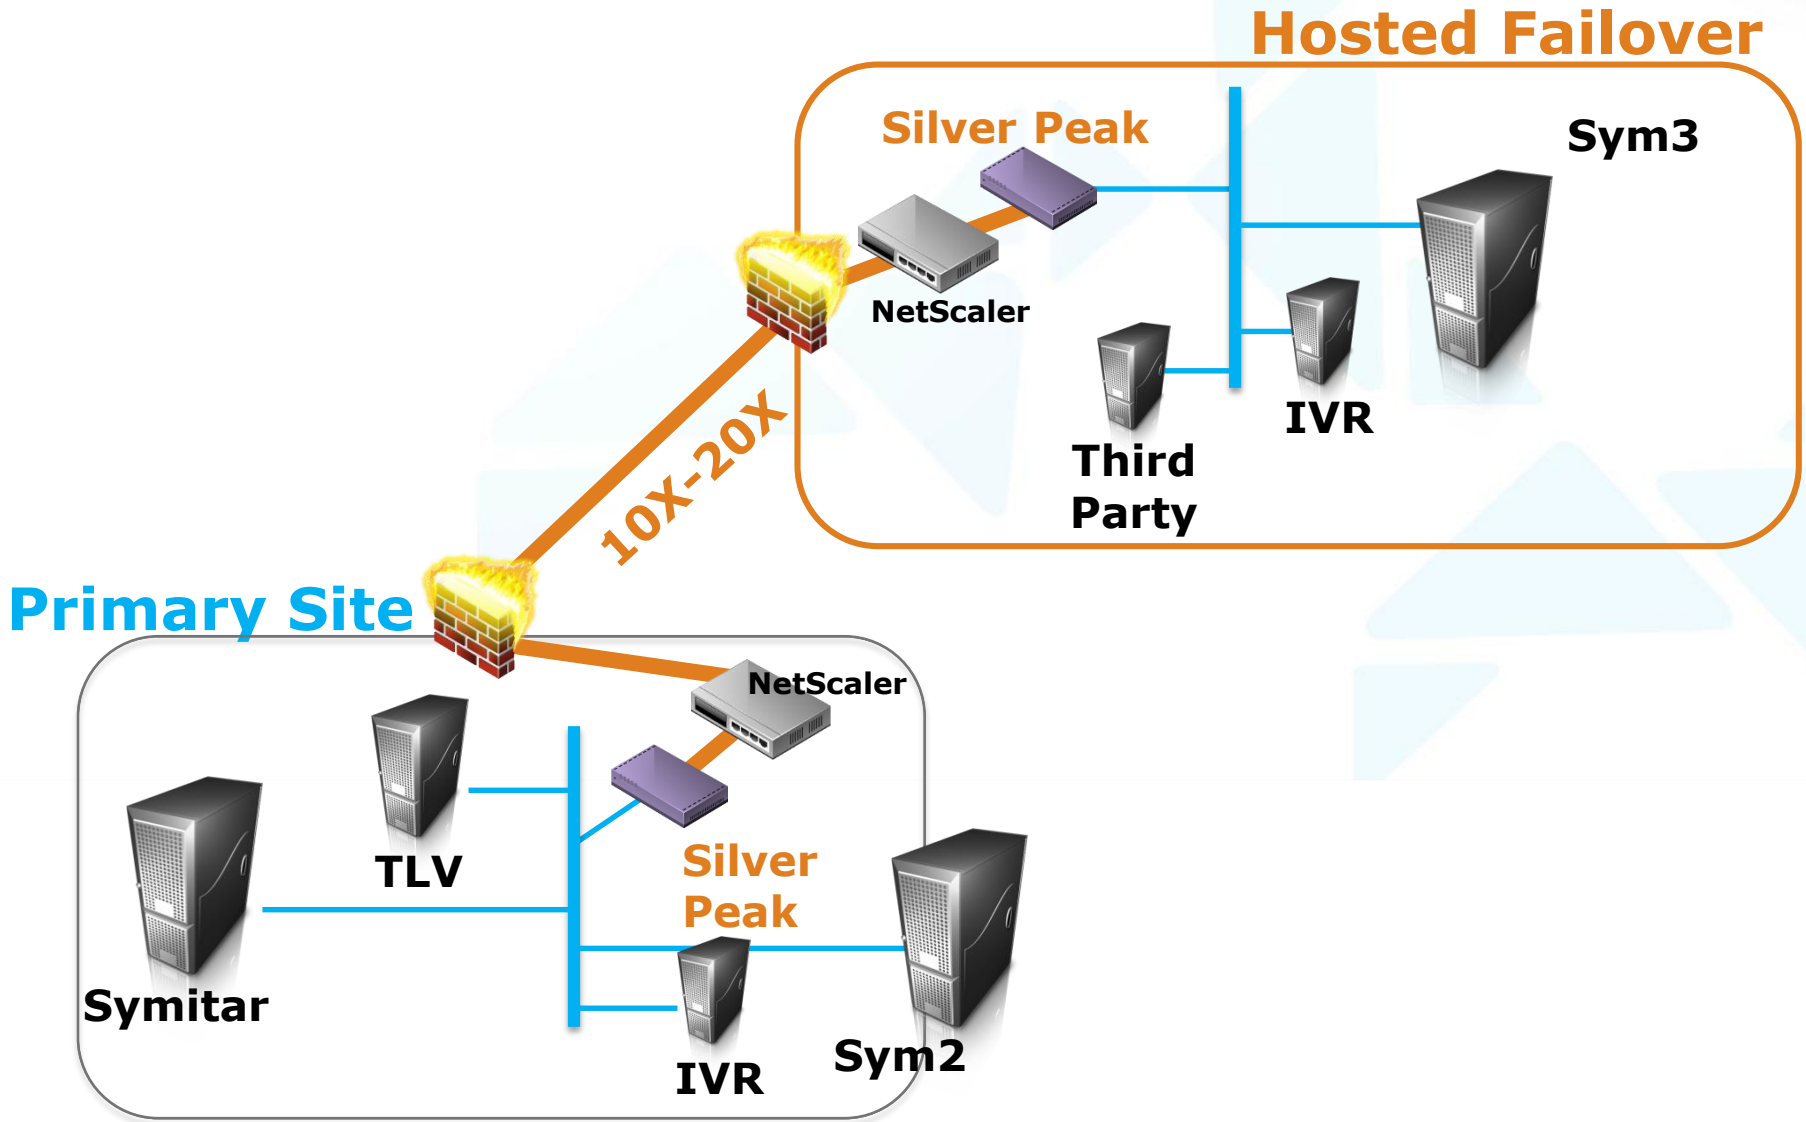 Hosted Failover
Silver Peak
Sym3
NetScaler
IVR
Third
Party
10X-20X
Primary Site
NetScaler
TLV
Silver
Peak
Symitar
Sym2
IVR